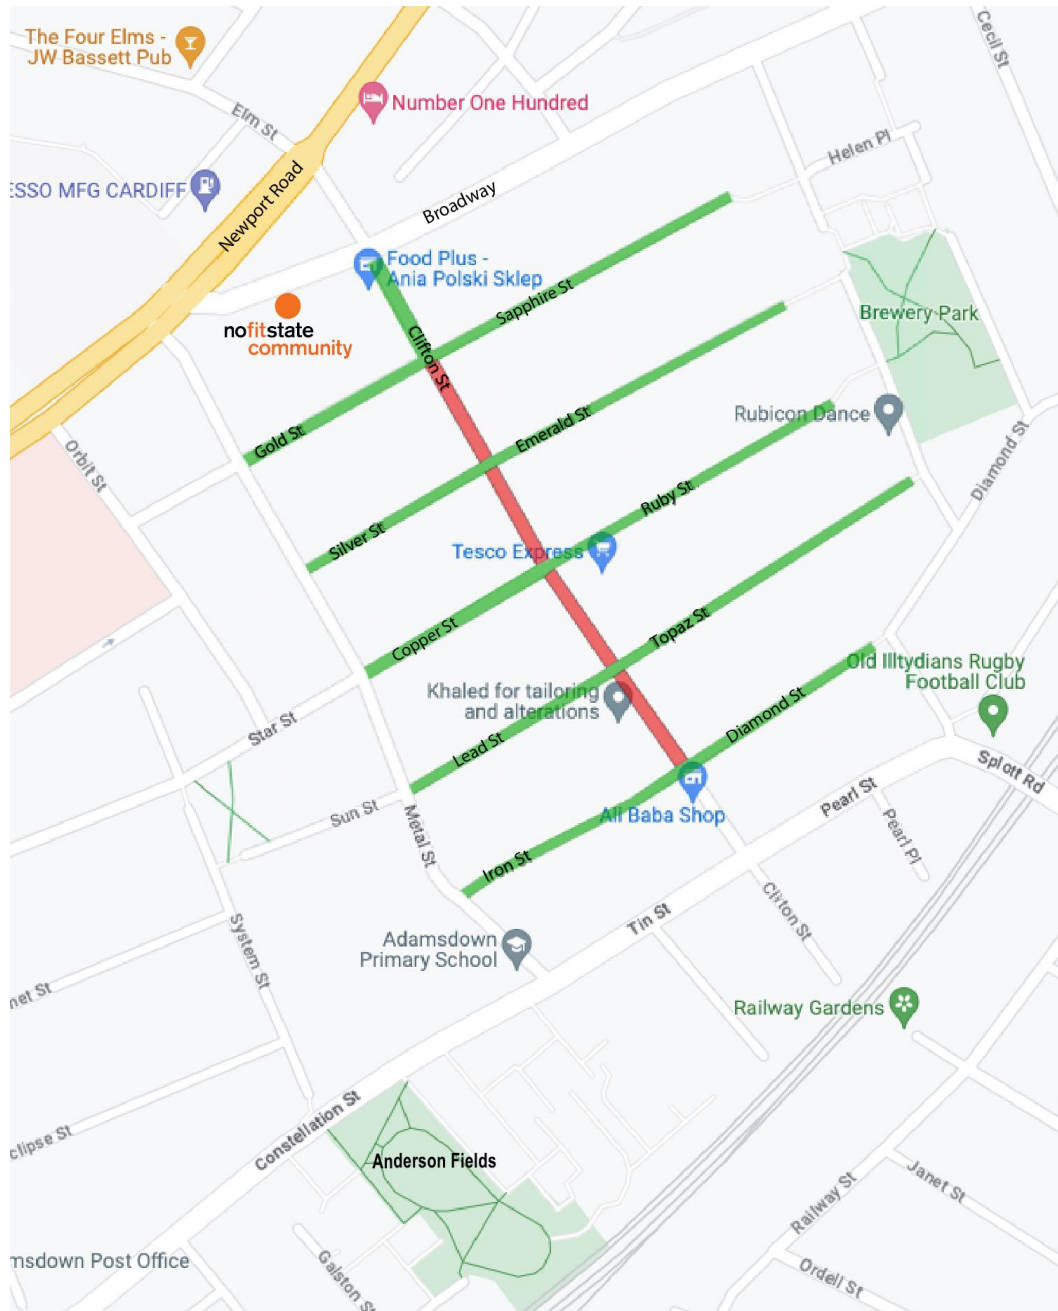 The Four Elms -
JW Bassett Pub
Cecil St
Number One Hundred
Elm St
Helen Pl
ESSO MFG CARDIFF
Newport Road
Broadway
Food Plus -
Ania Polski Sklep
Sapphire St
nofitstate
community
Clifton St
Brewery Park
Rubicon Dance
Emerald St
Gold St
Orbit St
Diamond St
Ruby St
Silver St
Tesco Express
Copper St
Topaz St
Old Illtydians Rugby
Football Club
Khaled for tailoring
and alterations
Star St
Lead St
Diamond St
Splott Rd
Sun St
Metal St
Ali Baba Shop
Pearl St
Pearl Pl
Iron St
Tin St
Clifton St
System St
Adamsdown
Primary School
net St
Railway Gardens
Constellation St
clipse St
Anderson Fields
Janet St
Railway St
msdown Post Office
Galston St
Ordell St